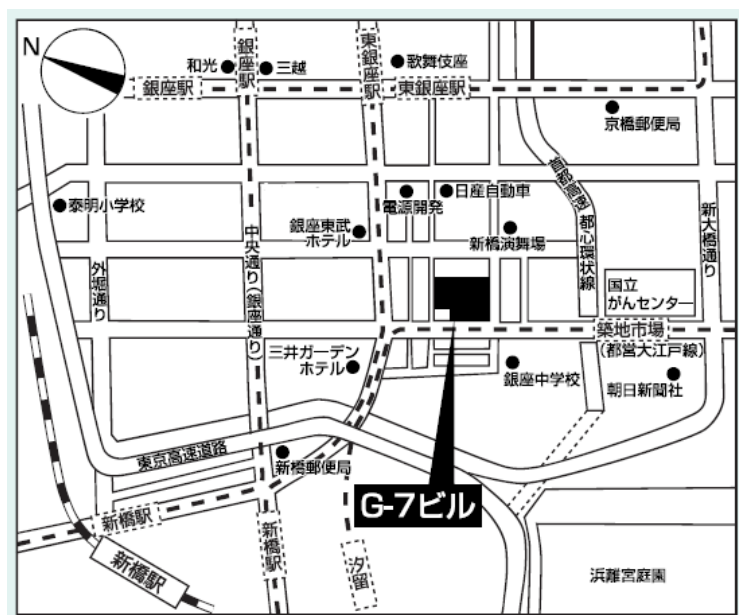 N
和光
銀座駅
三越
東銀座駅
歌舞伎座
銀座駅
東銀座駅
京橋郵便局
首都高速 都心環状線
泰明小学校
電源開発
日産自動車
新大橋通り
銀座東武
ホテル
新橋演舞場
中央通り(銀座通り)
外堀通り
国立
がんセンター
築地市場
(都営大江戸線)
三井ガーデン
ホテル
銀座中学校
朝日新聞社
東京高速道路
新橋郵便局
G-7ビル
新橋駅
新橋駅
新橋駅
汐留
浜離宮庭園